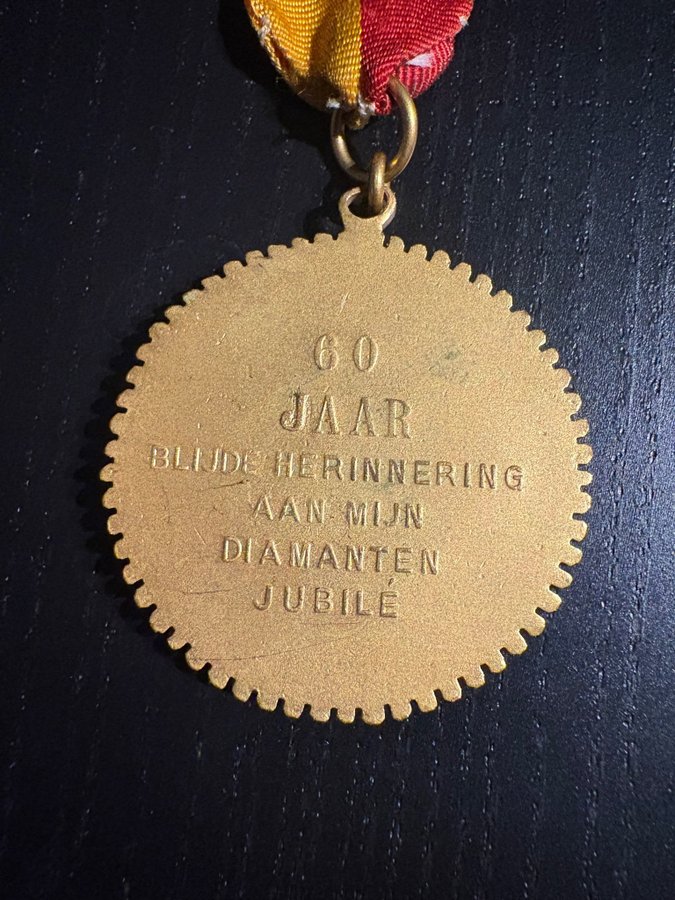 60
JAAR
BLIJDE HERINNERING
AAN MIJN
DIAMANTEN
JUBILÉ